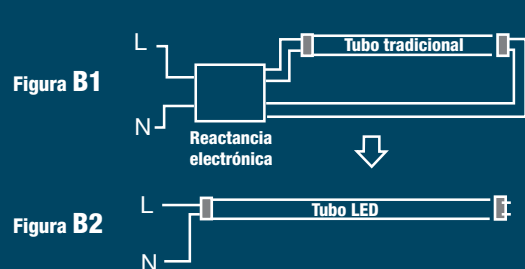 L
Tubo tradicional
Figura B1
N
Reactancia
electrónica
L
Tubo LED
Figura B2
N